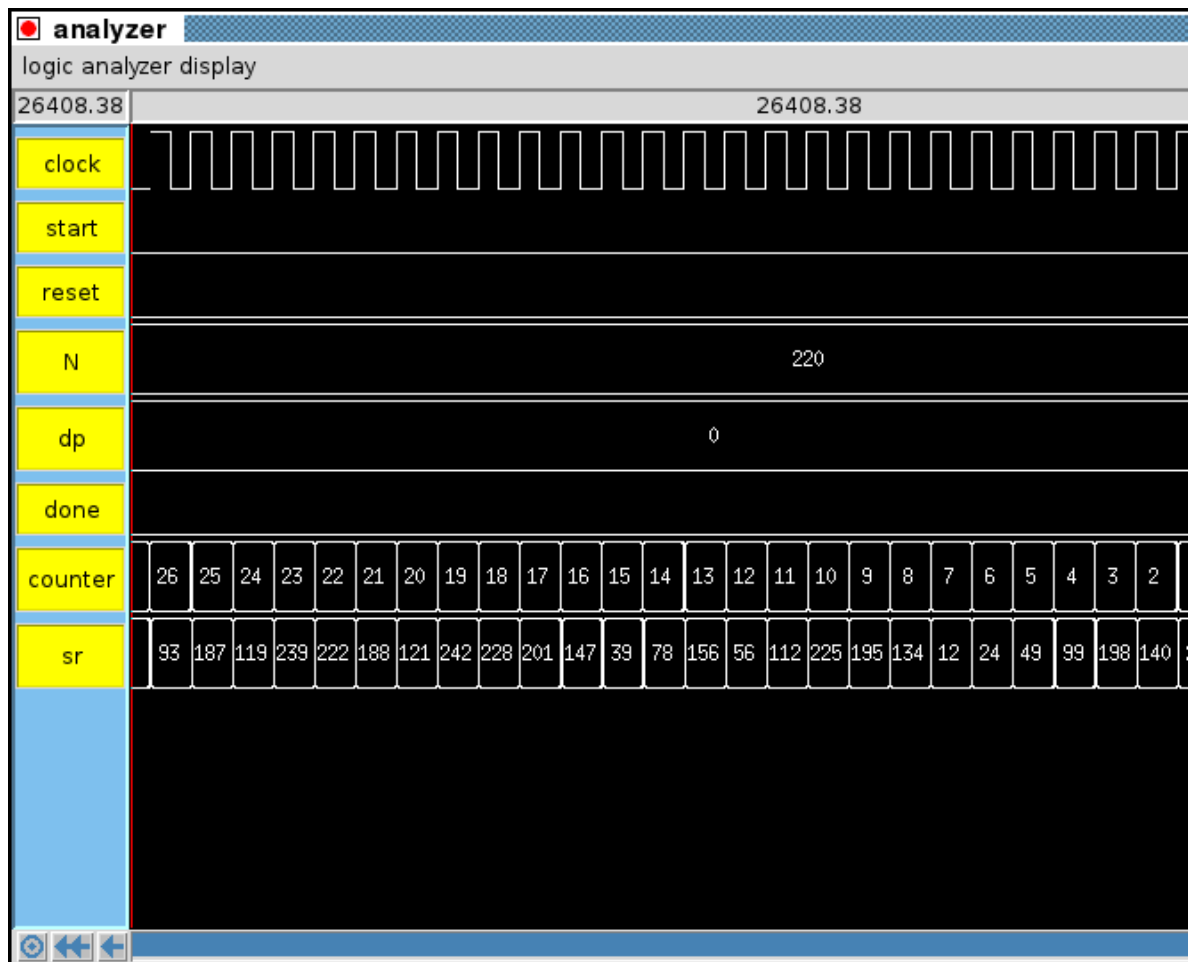 analyzer
logic analyzer display
26408.38 26408.38
clock
start
reset
N 220
dp 0
done
counter 26 25 24 23 22 21 20 19 18 17 16 15 14 13 12 11 10 9 8 7 6 5 4 3 2
sr 93 187 119 239 222 188 121 242 228 201 147 39 78 156 56 112 225 195 134 12 24 49 99 198 140